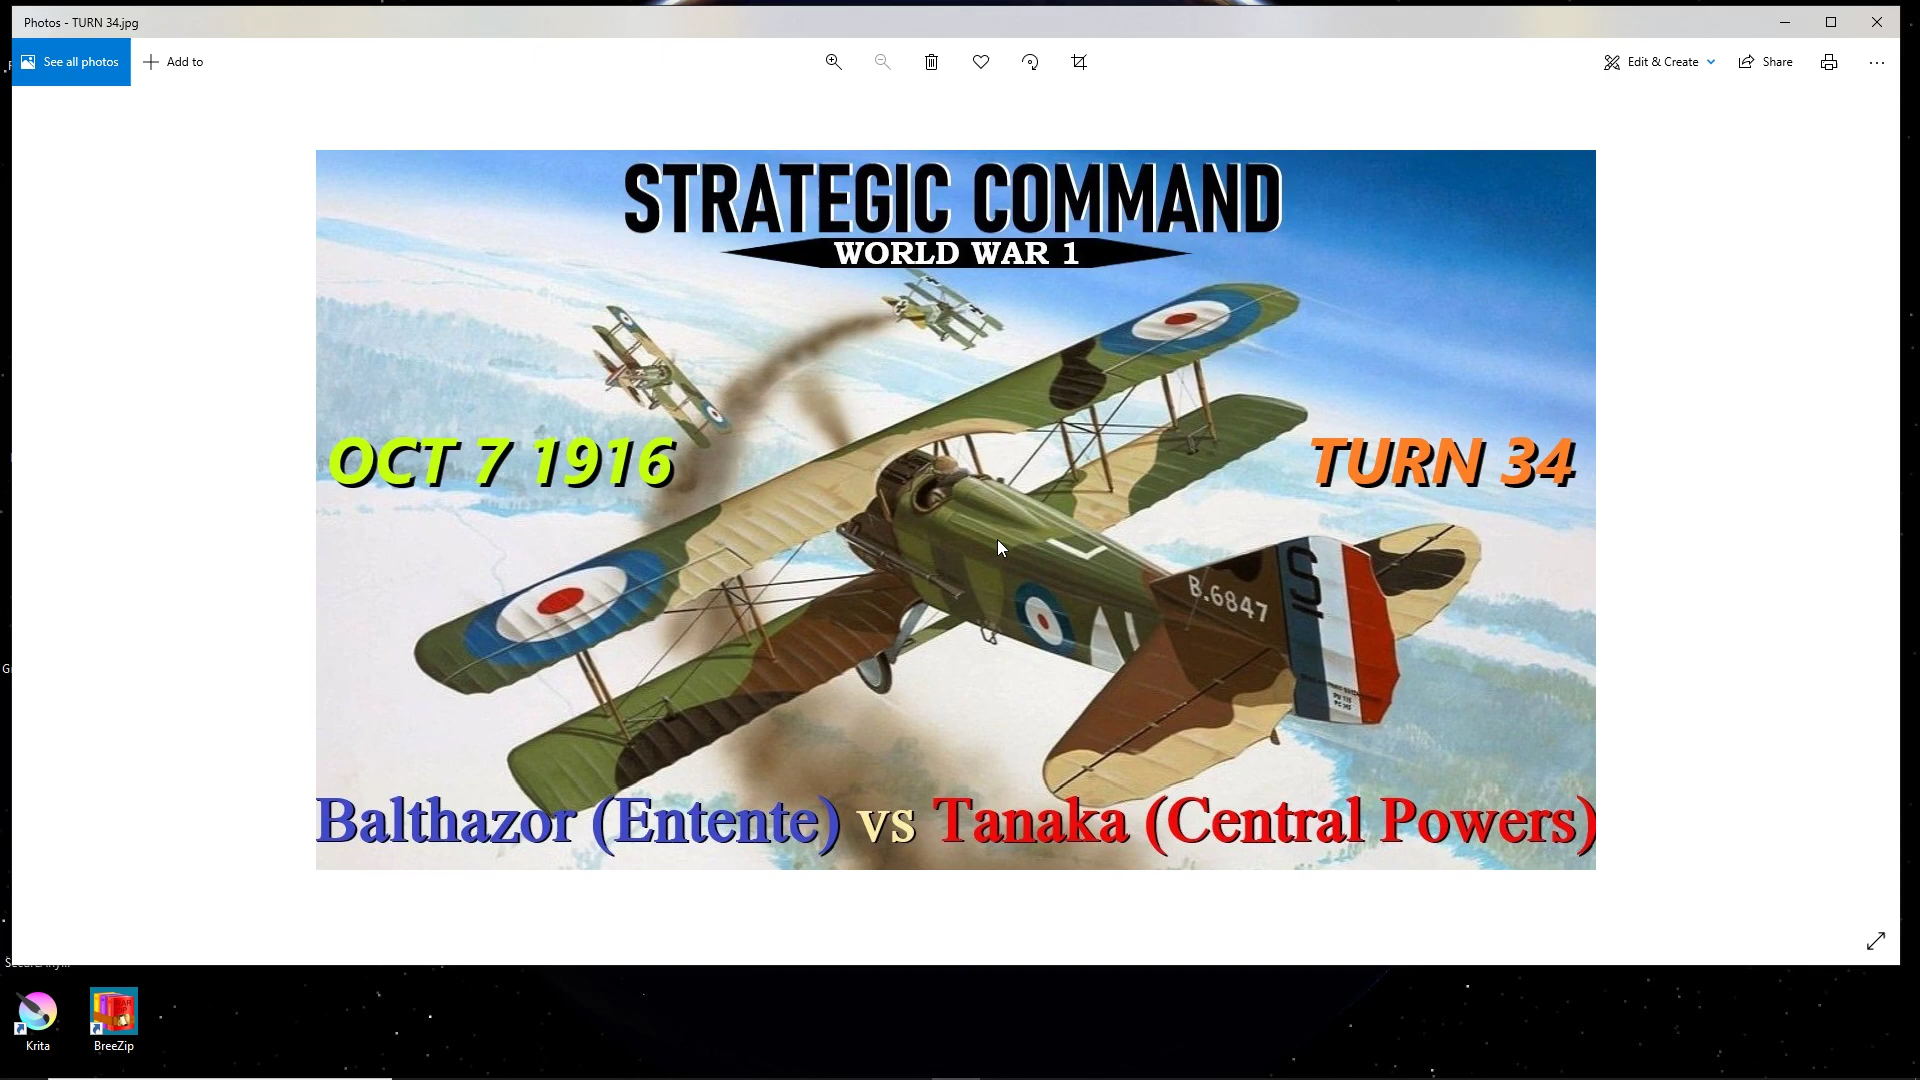 Photos - TURN 34.jpg
See all photos
Add to
Edit & Create
Share
STRATEGIC COMMAND
WORLD WAR 1
OCT 7 1916
TURN 34
B.6847
S
Balthazor (Entente) vs Tanaka (Central Powers)
Krita
BreeZip